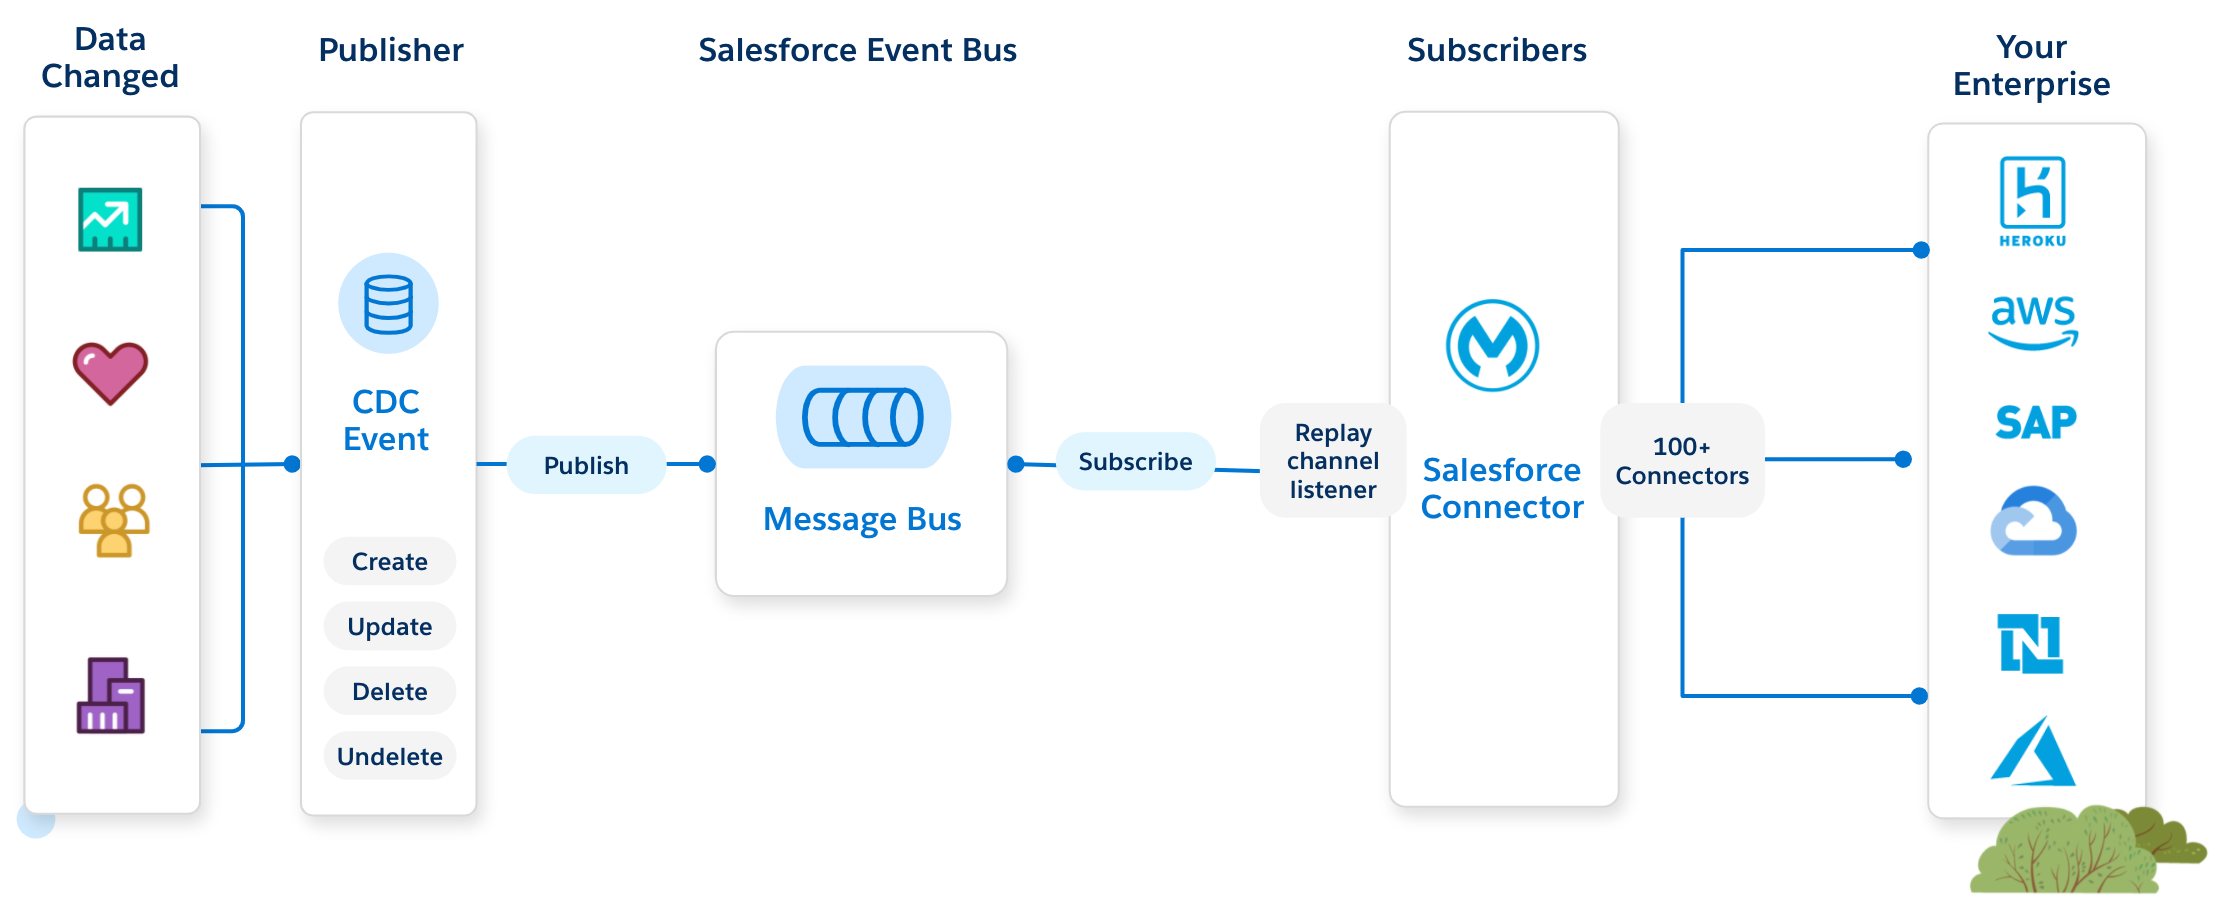 Data
Changed
Publisher
Salesforce Event Bus
Subscribers
Your
Enterprise
CDC
Event
Create
Update
Delete
Undelete
Publish
Message Bus
Subscribe
Replay
channel
listener
Salesforce
Connector
100+
Connectors
HEROKU
aws
SAP
N